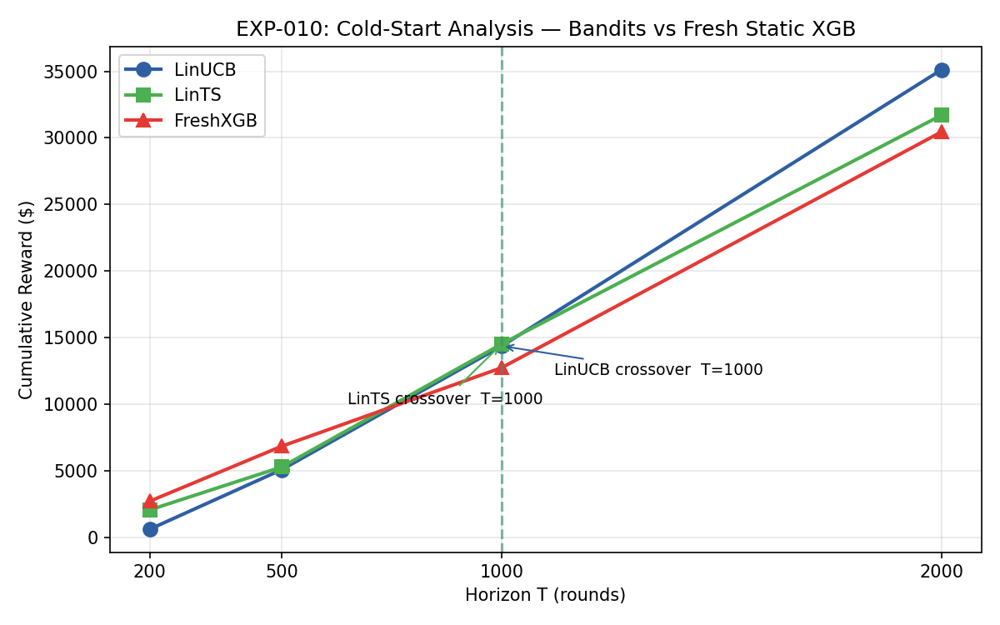 EXP-010: Cold-Start Analysis — Bandits vs Fresh Static XGB
LinUCB
LinTS
FreshXGB
35000
30000
25000
20000
15000
10000
5000
0
Cumulative Reward ($)
LinUCB crossover  T=1000
LinTS crossover  T=1000
200
500
1000
2000
Horizon T (rounds)